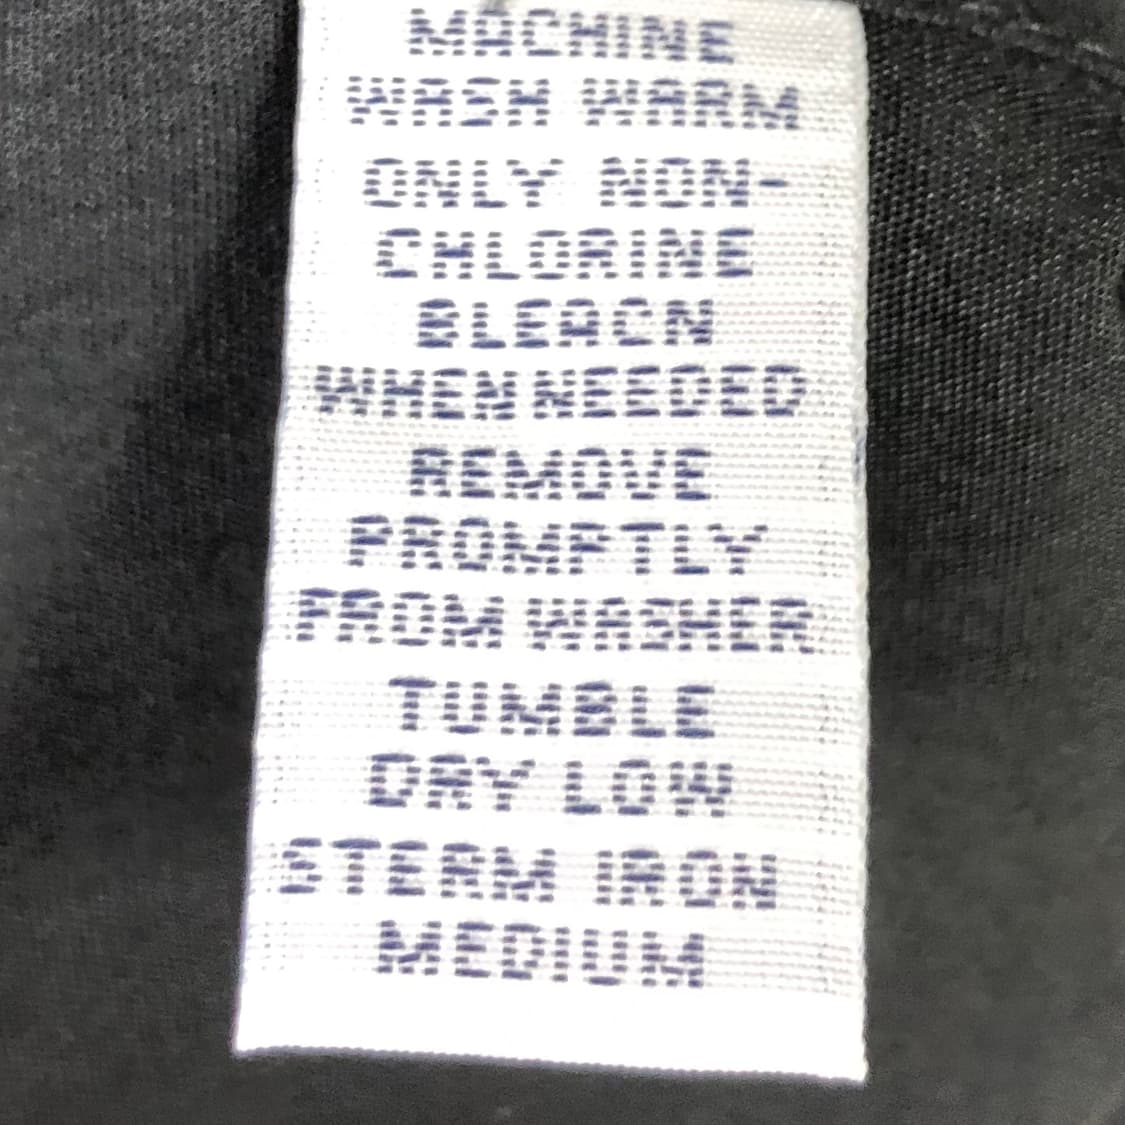 MACHINE
WASH WARM
ONLY NON-
CHLORINE
BLEACH
WHEN NEEDED
REMOVE
PROMPTLY
FROM WASHER
TUMBLE
DRY LOW
STEAM IRON
MEDIUM